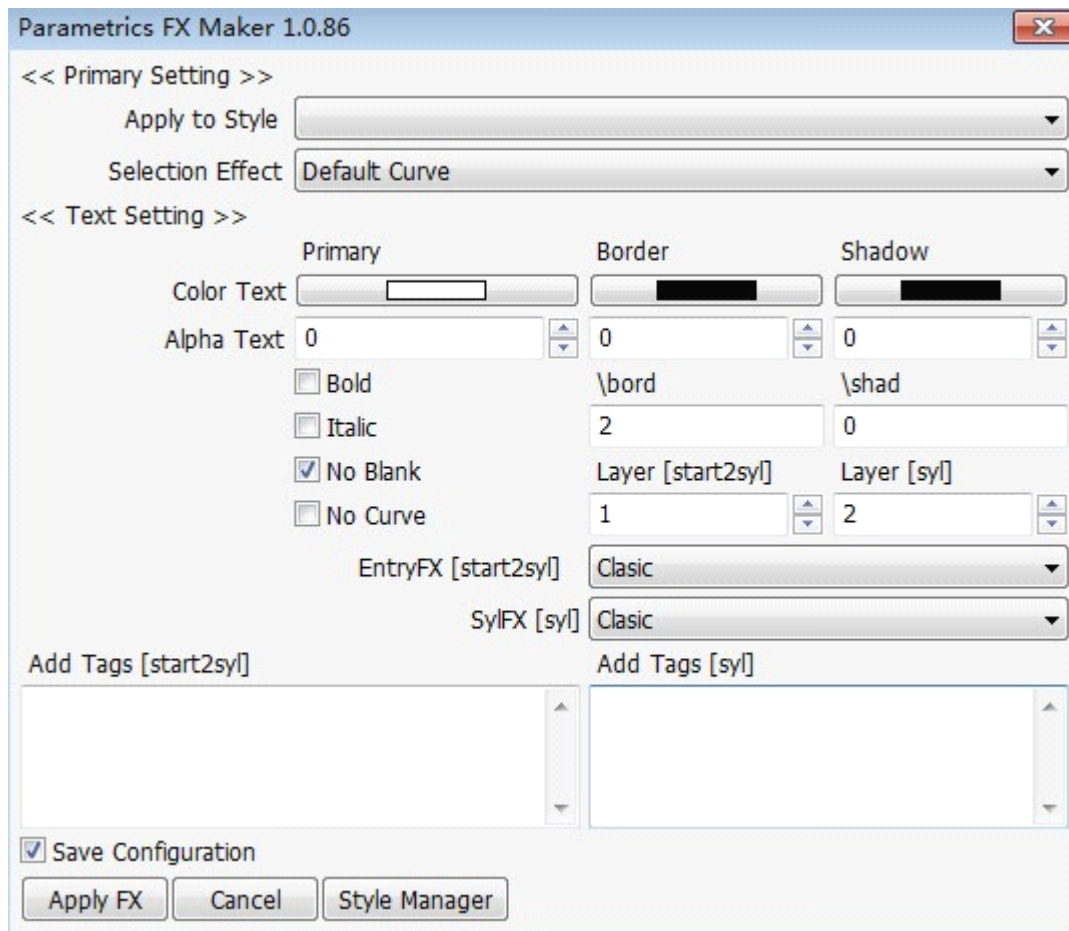 Parametrics FX Maker 1.0.86
<< Primary Setting >>
Apply to Style
Selection Effect Default Curve
<< Text Setting >>
Primary Border Shadow
Color Text
Alpha Text 0 0 0
Bold \bord \shad
Italic 2 0
No Blank Layer [start2syl] Layer [syl]
No Curve 1 2
EntryFX [start2syl] Clasic
SylFX [syl] Clasic
Add Tags [start2syl] Add Tags [syl]
Save Configuration
Apply FX Cancel Style Manager